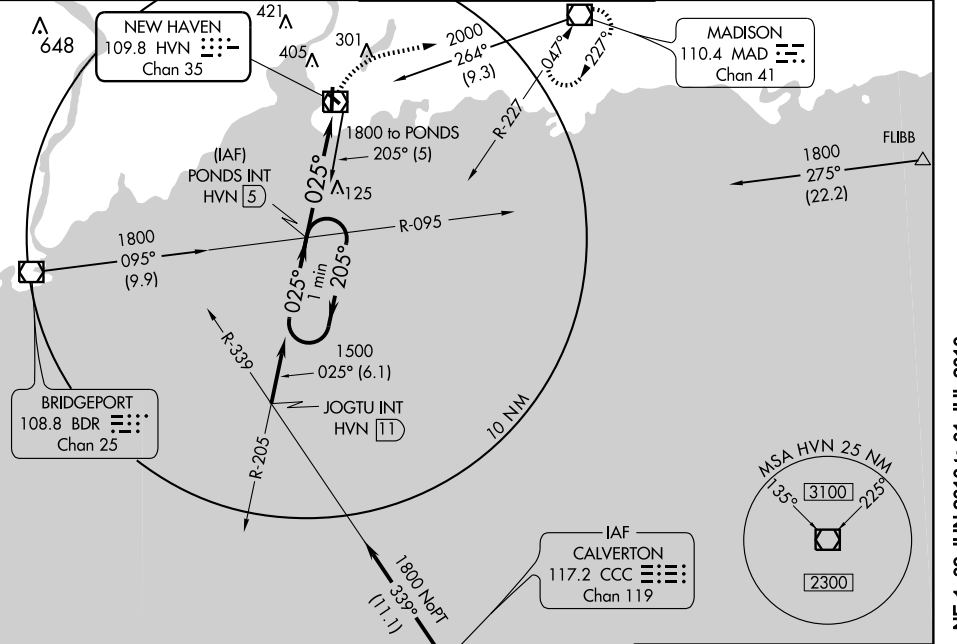 648
NEW HAVEN
109.8 HVN
Chan 35
421
405
301
2000
264°
(9.3)
047°
227°
MADISON
110.4 MAD
Chan 41
R-227
1800 to PONDS
205° (5)
(IAF)
PONDS INT
HVN 5
025°
125
FLIBB
1800
275°
(22.2)
1800
095°
(9.9)
R-095
025°
1 min
205°
R-339
1500
025° (6.1)
JOGTU INT
HVN 11
BRIDGEPORT
108.8 BDR
Chan 25
R-205
10 NM
MSA HVN 25 NM
135°
3100
225°
2300
1800 NoPT
339°
(11.1)
IAF
CALVERTON
117.2 CCC
Chan 119